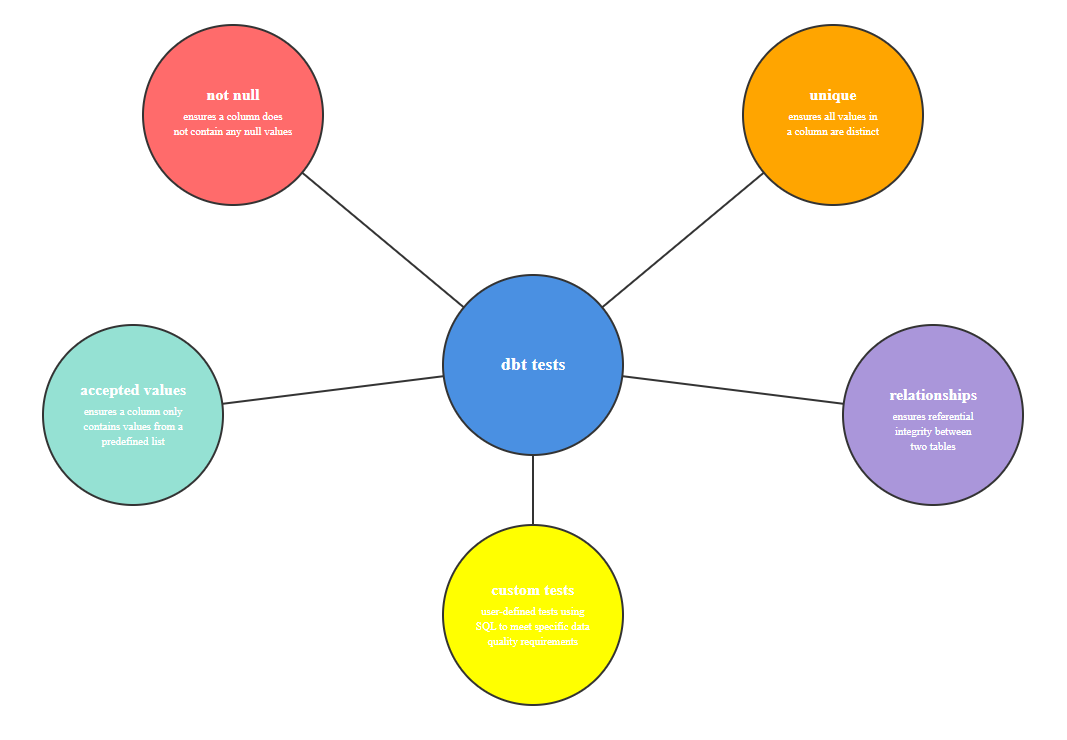 not null
ensures a column does
not contain any null values
unique
ensures all values in
a column are distinct
dbt tests
accepted values
ensures a column only
contains values from a
predefined list
relationships
ensures referential
integrity between
two tables
custom tests
user-defined tests using
SQL to meet specific data
quality requirements